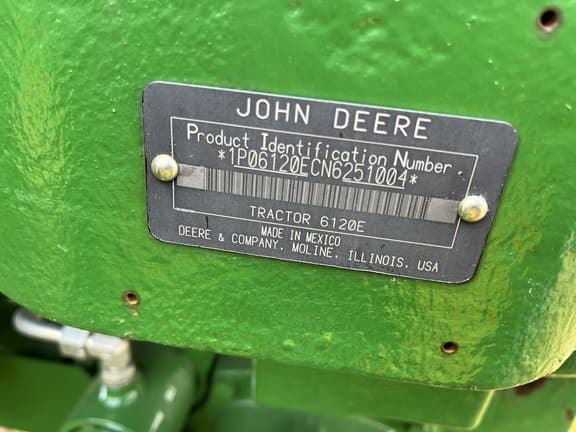 JOHN DEERE
Product Identification Number
*1P06120ECN6251004*
TRACTOR 6120E
MADE IN MEXICO
DEERE & COMPANY, MOLINE, ILLINOIS, USA